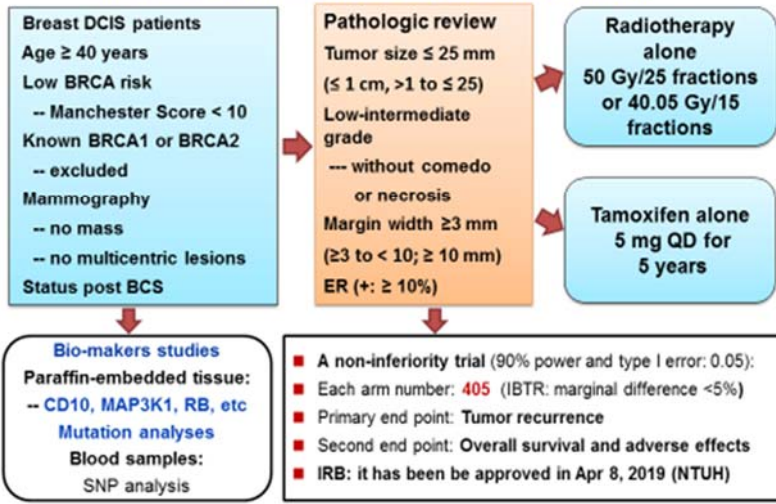 Breast DCIS patients
Age ≥ 40 years
Low BRCA risk
-- Manchester Score < 10
Known BRCA1 or BRCA2
-- excluded
Mammography
-- no mass
-- no multicentric lesions
Status post BCS
Pathologic review
Tumor size ≤ 25 mm
(≤ 1 cm, >1 to ≤ 25)
Low-intermediate
grade
--- without comedo
or necrosis
Margin width ≥3 mm
(≥3 to < 10; ≥ 10 mm)
ER (+: ≥ 10%)
Radiotherapy
alone
50 Gy/25 fractions
or 40.05 Gy/15
fractions
Tamoxifen alone
5 mg QD for
5 years
Bio-makers studies
Paraffin-embedded tissue:
-- CD10, MAP3K1, RB, etc
Mutation analyses
Blood samples:
SNP analysis
A non-inferiority trial (90% power and type I error: 0.05):
Each arm number: 405 (IBTR: marginal difference <5%)
Primary end point: Tumor recurrence
Second end point: Overall survival and adverse effects
IRB: it has been be approved in Apr 8, 2019 (NTUH)